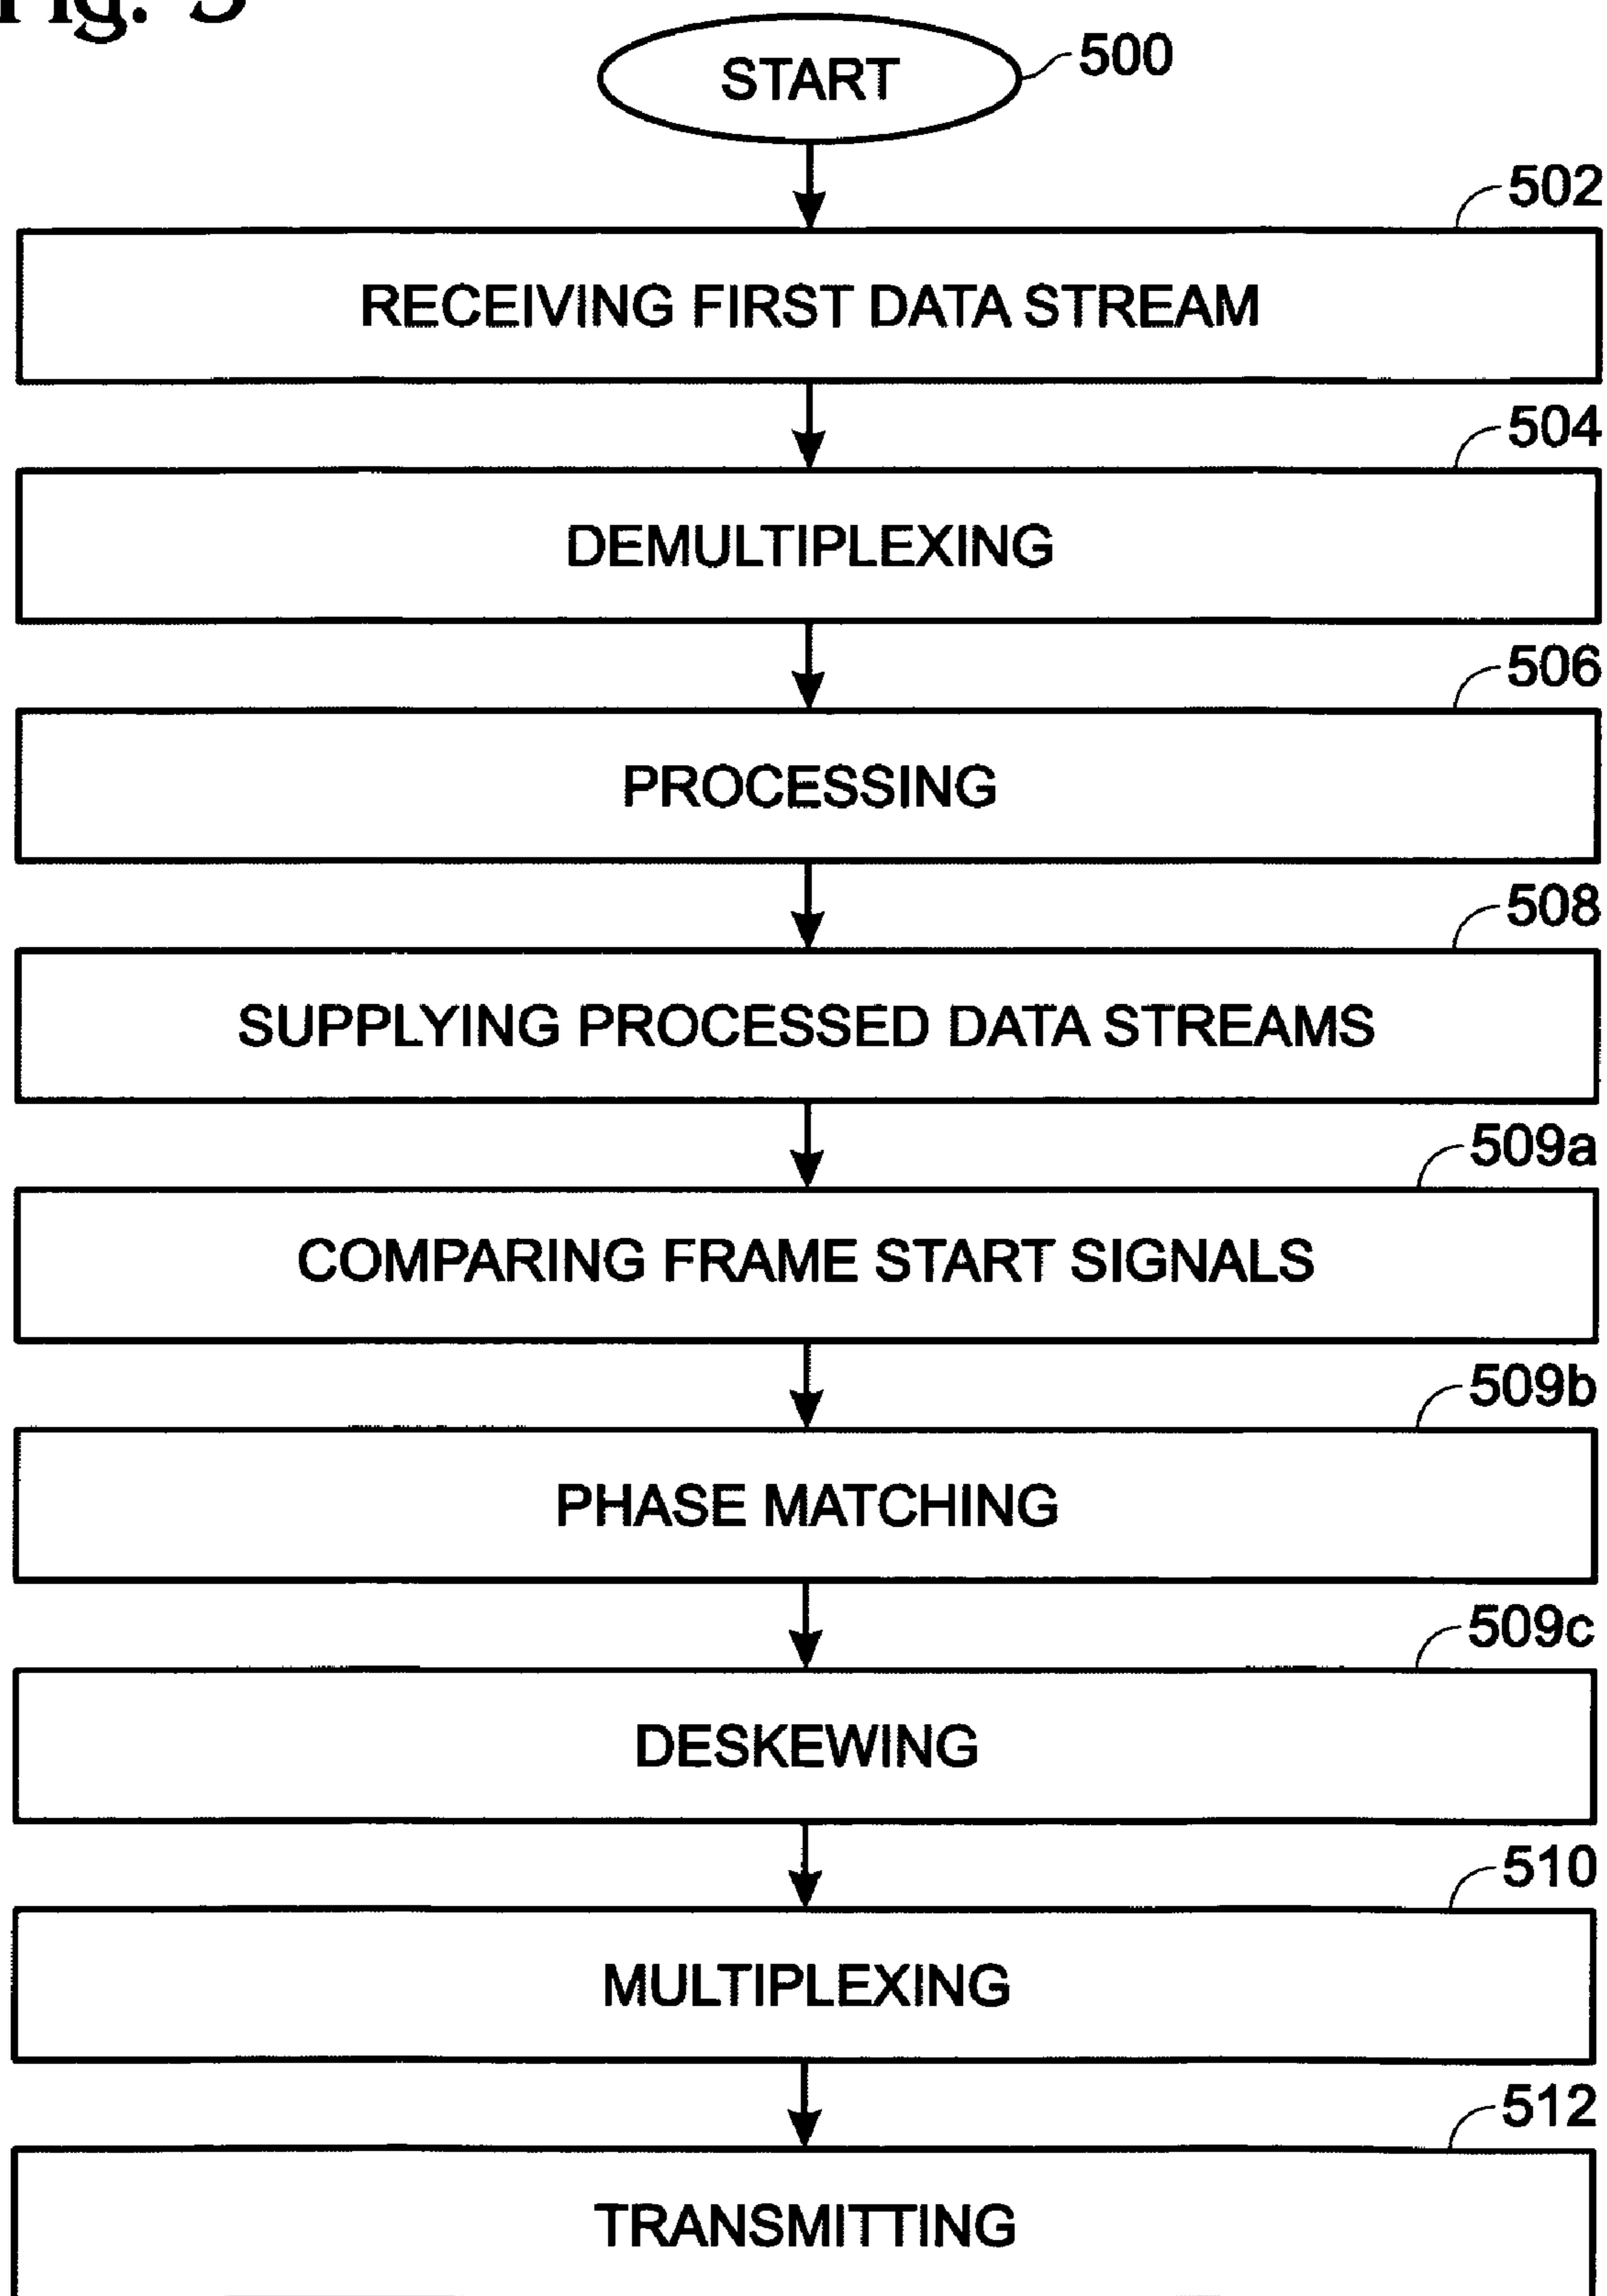 Fig. 5
START
500
502
RECEIVING FIRST DATA STREAM
504
DEMULTIPLEXING
506
PROCESSING
508
SUPPLYING PROCESSED DATA STREAMS
509a
COMPARING FRAME START SIGNALS
509b
PHASE MATCHING
509c
DESKEWING
510
MULTIPLEXING
512
TRANSMITTING